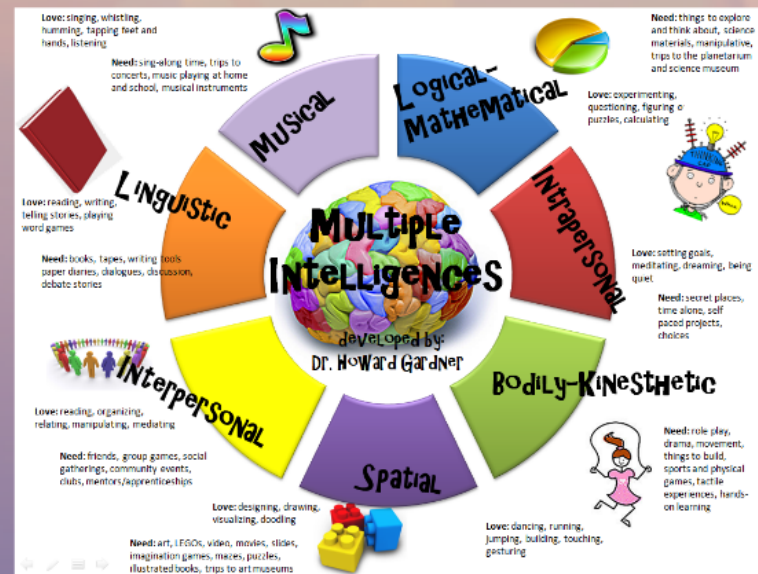 Love: singing, whistling,
humming, tapping feet and
hands, listening
Need: sing-along time, trips to
concerts, music playing at home
and school, musical instruments
Musical
Logical-
Mathematical
Need: things to explore
and think about, science
materials, manipulative,
trips to the planetarium
and science museum
Love: experimenting,
questioning, figuring o
puzzles, calculating
THINKING
CAP
Linguistic
Love: reading, writing,
telling stories, playing
word games
Need: books, tapes, writing tools
paper diaries, dialogues, discussion,
debate stories
Multiple
Intelligences
developed by:
Dr. Howard Gardner
Intrapersonal
Love: setting goals,
meditating, dreaming, being
quiet
Need: secret places,
time alone, self
paced projects,
choices
Interpersonal
Love: reading, organizing,
relating, manipulating, mediating
Need: friends, group games, social
gatherings, community events,
clubs, mentors/apprenticeships
Bodily-Kinesthetic
Need: role play,
drama, movement,
things to build,
sports and physical
games, tactile
experiences, hands-
on learning
Love: dancing, running,
jumping, building, touching,
gesturing
Spatial
Love: designing, drawing,
visualizing, doodling
Need: art, LEGOs, video, movies, slides,
imagination games, mazes, puzzles,
illustrated books, trips to art museums